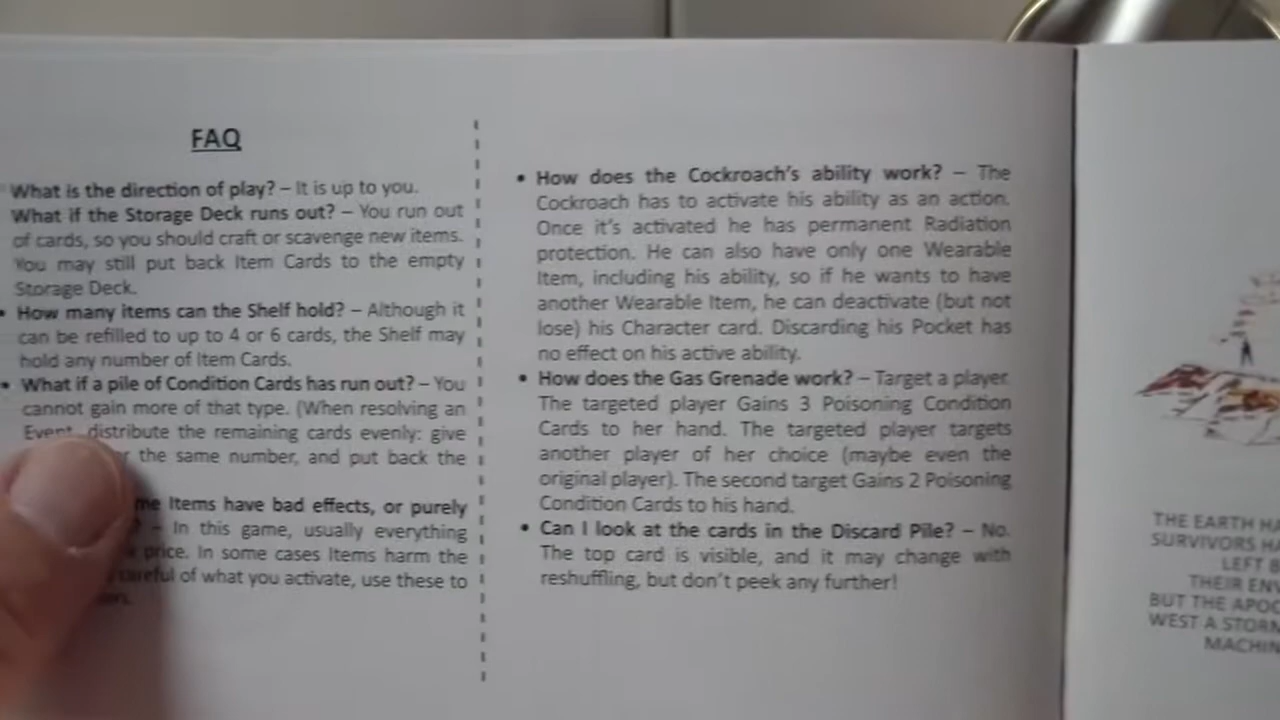 FAQ
What is the direction of play? – It is up to you.
What if the Storage Deck runs out? – You run out
of cards, so you should craft or scavenge new items.
You may still put back Item Cards to the empty
Storage Deck.
• How many items can the Shelf hold? – Although it
can be refilled to up to 4 or 6 cards, the Shelf may
hold any number of Item Cards.
• What if a pile of Condition Cards has run out? – You
cannot gain more of that type. (When resolving an
Event, distribute the remaining cards evenly: give
the same number, and put back the
Items have bad effects, or purely
– In this game, usually everything
price. In some cases Items harm the
careful of what you activate, use these to
• How does the Cockroach's ability work? – The
Cockroach has to activate his ability as an action.
Once it's activated he has permanent Radiation
protection. He can also have only one Wearable
Item, including his ability, so if he wants to have
another Wearable Item, he can deactivate (but not
lose) his Character card. Discarding his Pocket has
no effect on his active ability.
• How does the Gas Grenade work? – Target a player.
The targeted player Gains 3 Poisoning Condition
Cards to her hand. The targeted player targets
another player of her choice (maybe even the
original player). The second target Gains 2 Poisoning
Condition Cards to his hand.
• Can I look at the cards in the Discard Pile? – No.
The top card is visible, and it may change with
reshuffling, but don't peek any further!
THE EARTH
SURVIVORS
LEFT
THEIR
BUT THE
WEST A STORM